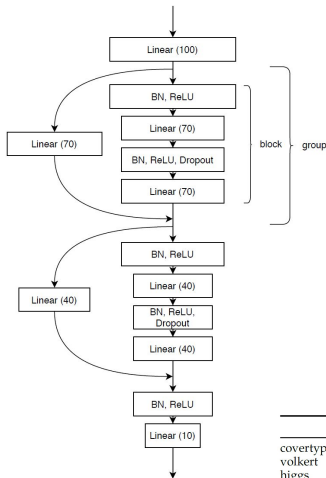 Linear (100)
BN, ReLU
Linear (70)
Linear (70)
BN, ReLU, Dropout
Linear (70)
block
group
BN, ReLU
Linear (40)
Linear (40)
BN, ReLU,
Dropout
Linear (40)
BN, ReLU
Linear (10)
volkert
higgs